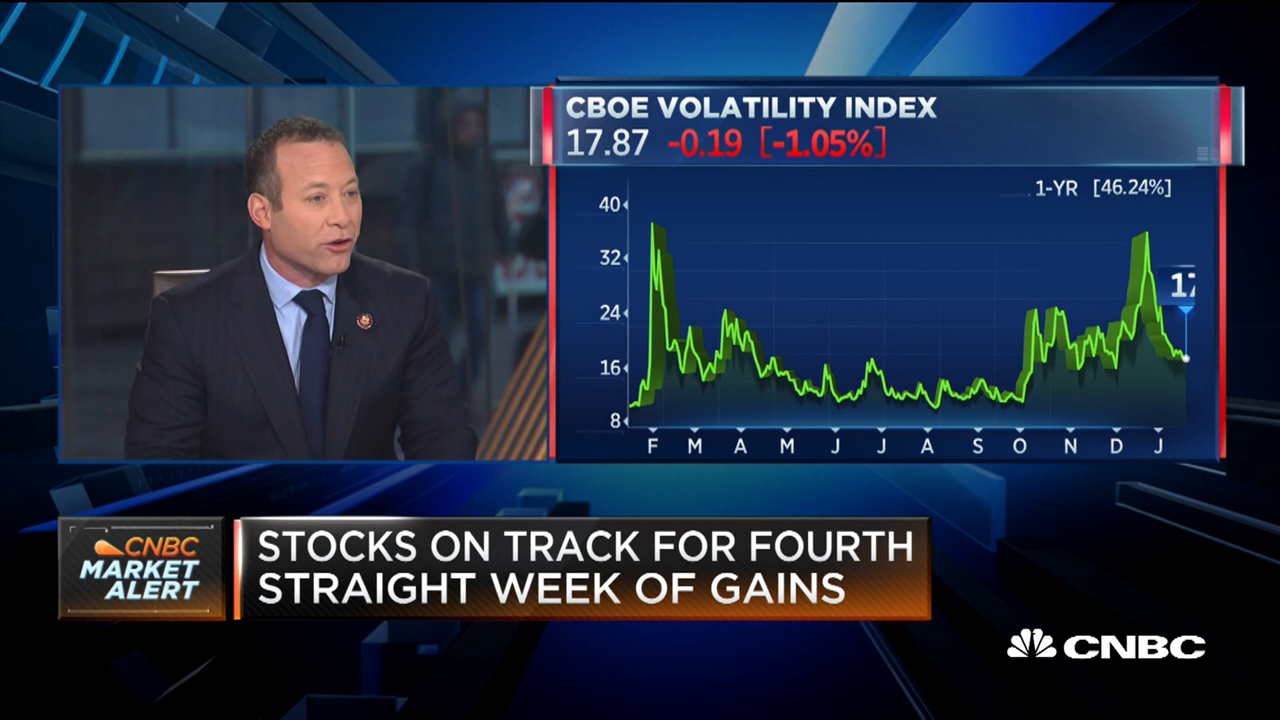 CBOE VOLATILITY INDEX
17.87 -0.19 [-1.05%]
1-YR [46.24%]
40
32
24
16
8
17
F M A M J J A S O N D J
CNBC
MARKET
ALERT
STOCKS ON TRACK FOR FOURTH
STRAIGHT WEEK OF GAINS
CNBC